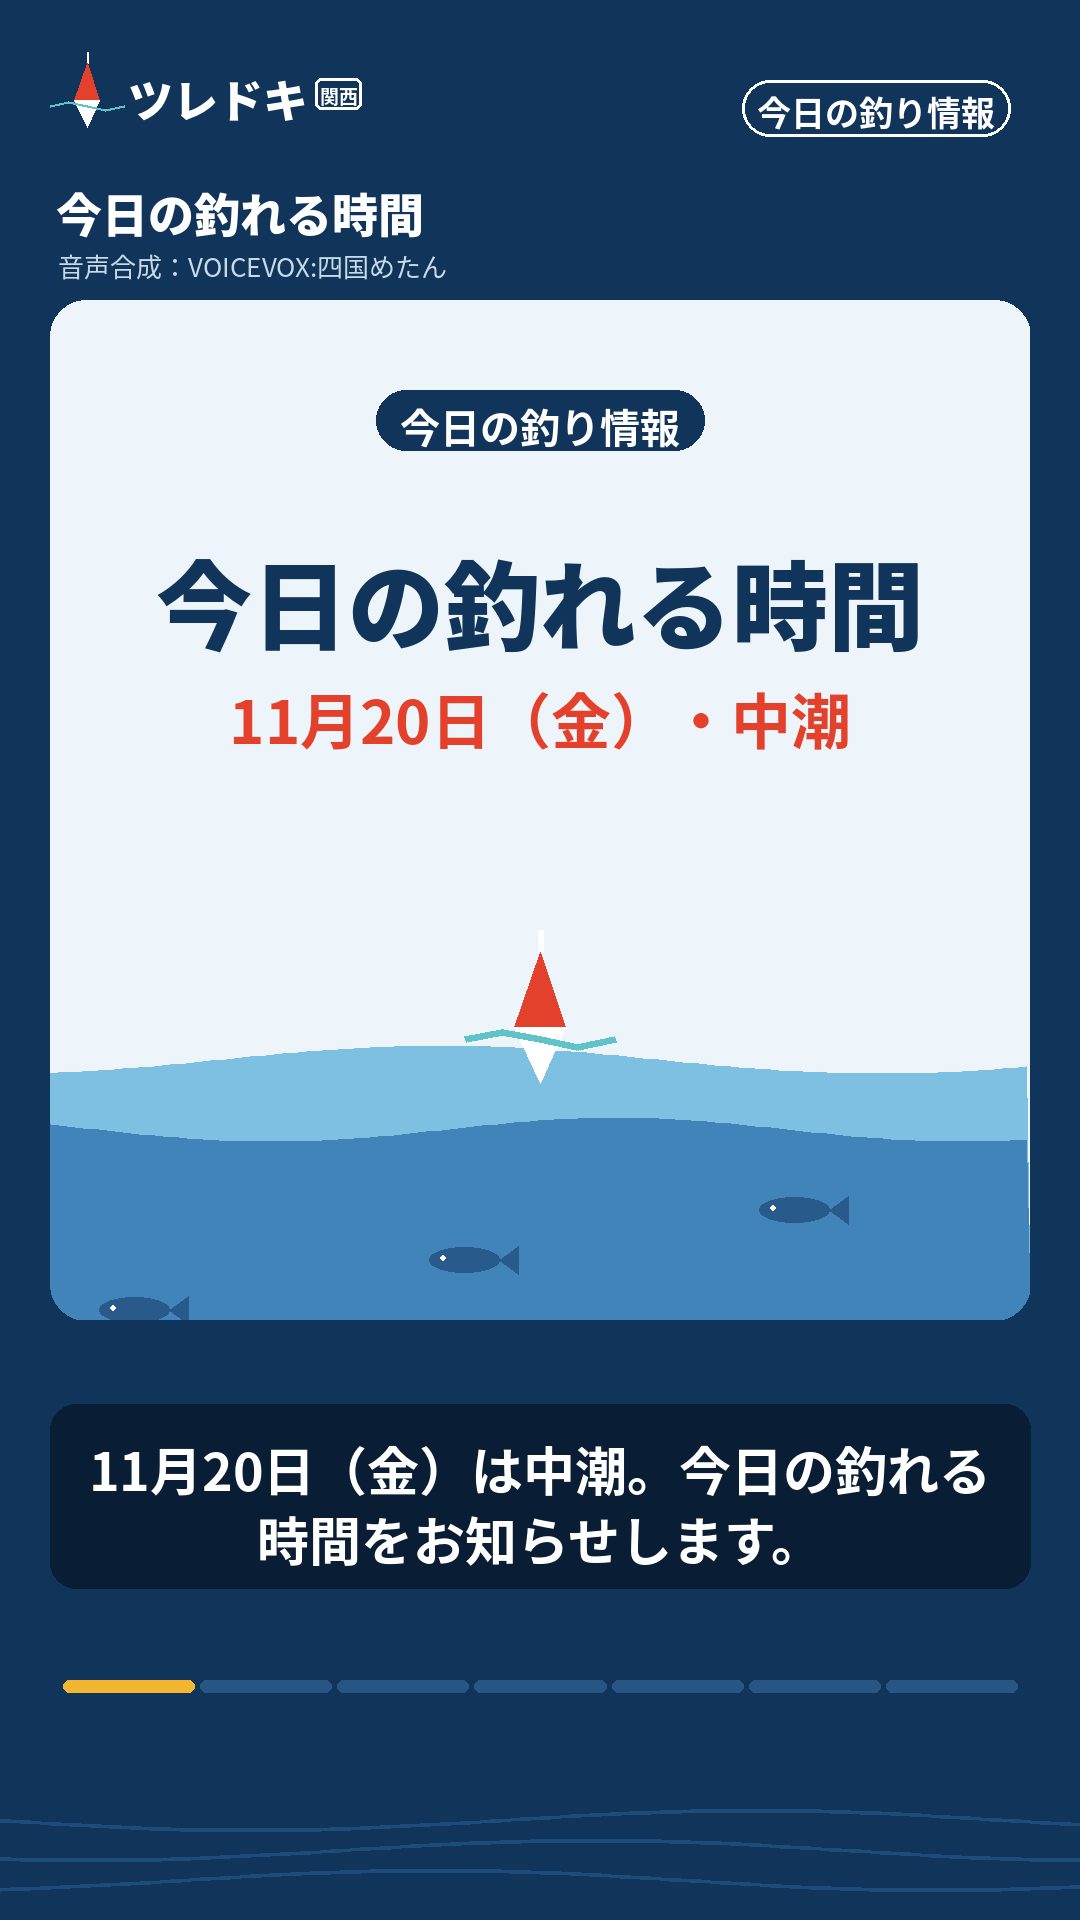 ツレドキ 関西
今日の釣り情報
今日の釣れる時間
音声合成：VOICEVOX:四国めたん
今日の釣り情報
今日の釣れる時間
11月20日（金）・中潮
11月20日（金）は中潮。今日の釣れる
時間をお知らせします。